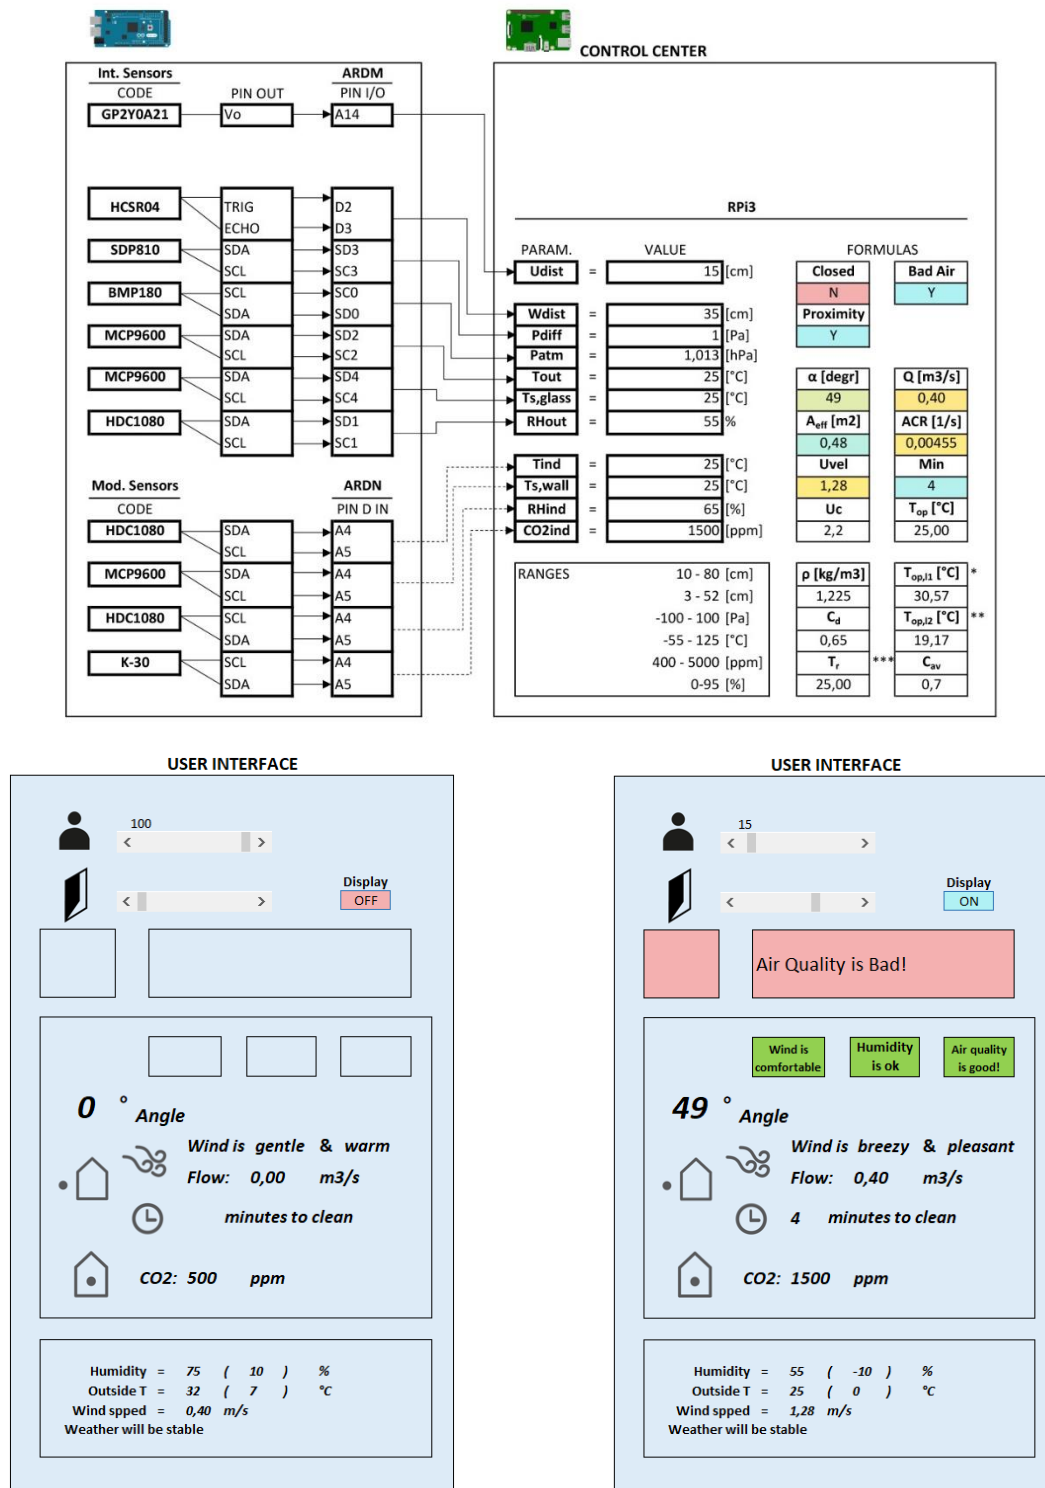 CONTROL CENTER
Int. Sensors ARDM
CODE PIN OUT PIN I/O
GP2Y0A21 Vo A14
HCSR04 TRIG D2
ECHO D3
SDP810 SDA SD3
SCL SC3
BMP180 SCL SC0
SDA SD0
MCP9600 SDA SD2
SCL SC2
MCP9600 SDA SD4
SCL SC4
HDC1080 SDA SD1
SCL SC1
Mod. Sensors ARDN
CODE PIN D IN
HDC1080 SDA A4
SCL A5
MCP9600 SDA A4
SCL A5
HDC1080 SCL A4
SDA A5
K-30 SCL A4
SDA A5
RPi3
PARAM. VALUE FORMULAS
Udist = 15 [cm] Closed Bad Air
N Y
Wdist = 35 [cm] Proximity
Pdiff = 1 [Pa] Y
Patm = 1,013 [hPa]
Tout = 25 [°C] α [degr] Q [m3/s]
Ts,glass = 25 [°C] 49 0,40
RHout = 55 % Aeff [m2] ACR [1/s]
0,48 0,00455
Tind = 25 [°C] Uvel Min
Ts,wall = 25 [°C] 1,28 4
RHind = 65 [%] Uc Top [°C]
CO2ind = 1500 [ppm] 2,2 25,00
RANGES 10 - 80 [cm] ρ [kg/m3] Top,l1 [°C] *
3 - 52 [cm] 1,225 30,57
-100 - 100 [Pa] Cd Top,l2 [°C] **
-55 - 125 [°C] 0,65 19,17
400 - 5000 [ppm] Tr *** Cav
0-95 [%] 25,00 0,7
USER INTERFACE
100
Display
OFF
0 ° Angle
Wind is gentle & warm
Flow: 0,00 m3/s
minutes to clean
CO2: 500 ppm
Humidity = 75 ( 10 ) %
Outside T = 32 ( 7 ) °C
Wind spped = 0,40 m/s
Weather will be stable
USER INTERFACE
15
Display
ON
Air Quality is Bad!
Wind is
comfortable
Humidity
is ok
Air quality
is good!
49 ° Angle
Wind is breezy & pleasant
Flow: 0,40 m3/s
4 minutes to clean
CO2: 1500 ppm
Humidity = 55 ( -10 ) %
Outside T = 25 ( 0 ) °C
Wind spped = 1,28 m/s
Weather will be stable